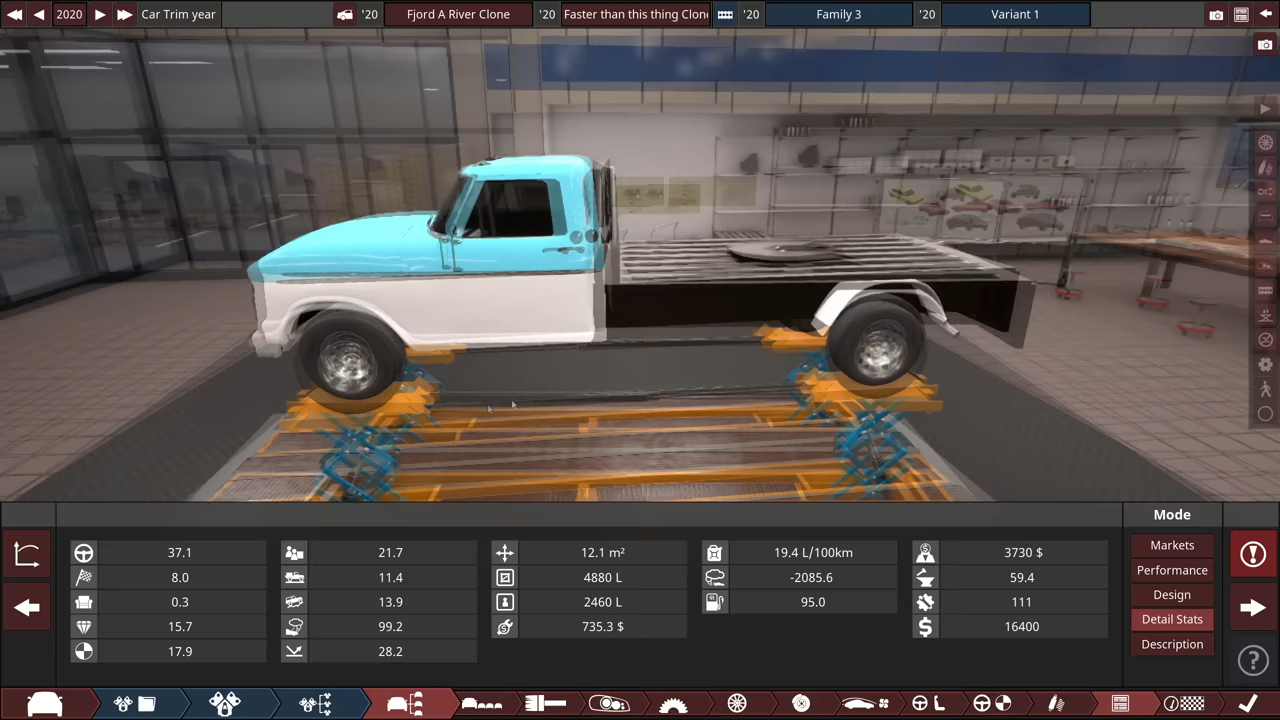 2020 Car Trim year '20 Fjord A River Clone '20 Faster than this thing Clon '20 Family 3 '20 Variant 1
Mode
37.1 21.7 12.1 m² 19.4 L/100km 3730 $ Markets
8.0 11.4 4880 L -2085.6 59.4 Performance
0.3 13.9 2460 L 95.0 111 Design
15.7 99.2 735.3 $ 16400 Detail Stats
17.9 28.2 Description